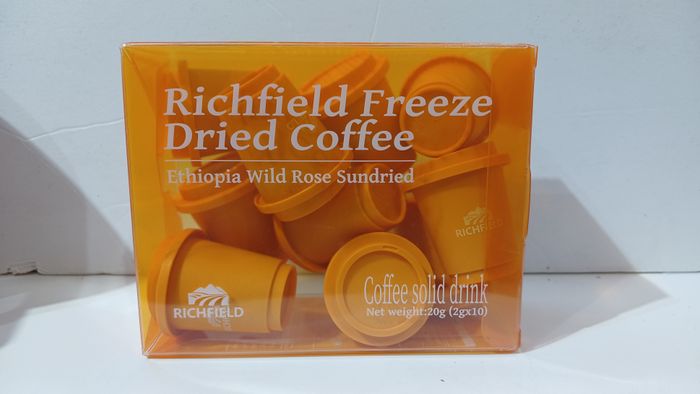 Richfield Freeze
Dried Coffee
Ethiopia Wild Rose Sundried
RICHFIELD
RICHFIELD
Coffee solid drink
Net weight:20g (2gx10)